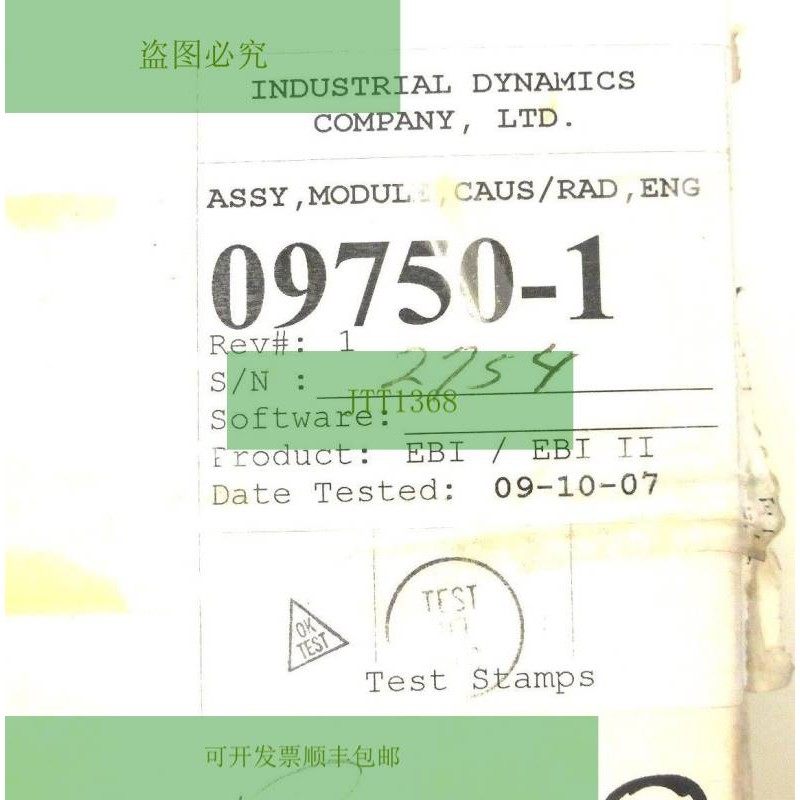 盗图必究
INDUSTRIAL DYNAMICS
COMPANY, LTD.
ASSY,MODULE,CAUS/RAD,ENG
09750-1
Rev#: 1
S/N : 2754
JTT1368
Software:
Product: EBI / EBI II
Date Tested: 09-10-07
OK
TEST
TEST
Test Stamps
可开发票顺丰包邮